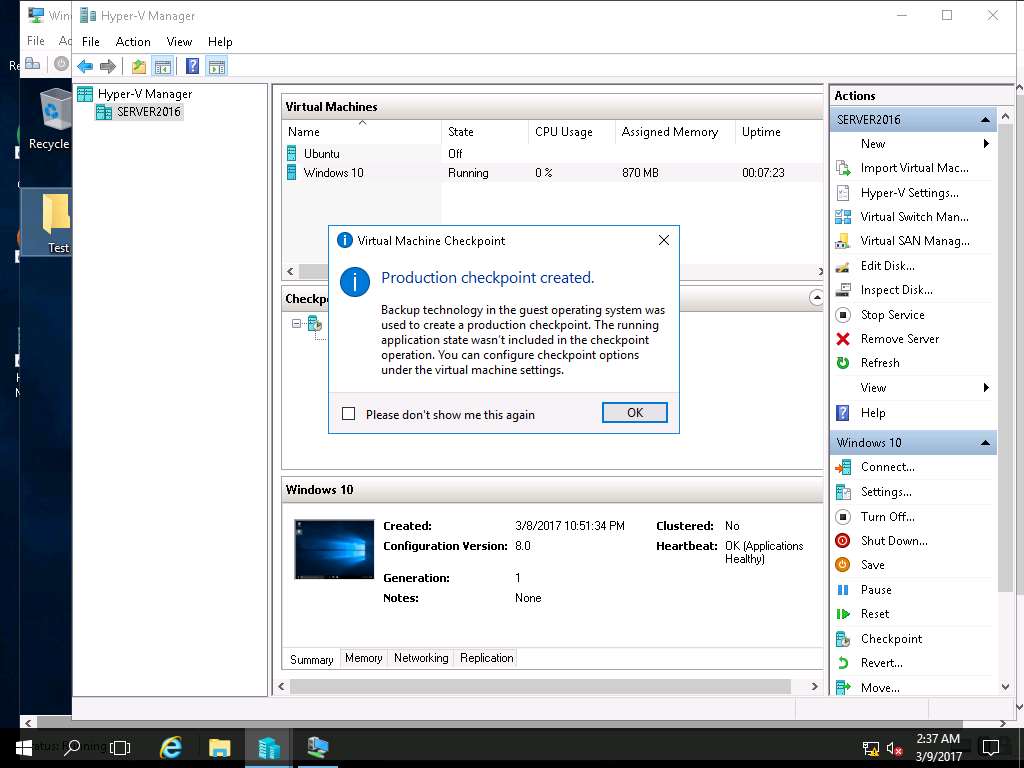 Win
Hyper-V Manager
File
Ac
File Action View Help
Re
Recycle
Test
Hyper-V Manager
SERVER2016
Virtual Machines
Name State CPU Usage Assigned Memory Uptime
Ubuntu Off
Windows 10 Running 0 % 870 MB 00:07:23
Checkp
Virtual Machine Checkpoint
Production checkpoint created.
Backup technology in the guest operating system was
used to create a production checkpoint. The running
application state wasn't included in the checkpoint
operation. You can configure checkpoint options
under the virtual machine settings.
Please don't show me this again
OK
Windows 10
Created: 3/8/2017 10:51:34 PM Clustered: No
Configuration Version: 8.0 Heartbeat: OK (Applications
Healthy)
Generation: 1
Notes: None
Summary Memory Networking Replication
Actions
SERVER2016
New
Import Virtual Mac...
Hyper-V Settings...
Virtual Switch Man...
Virtual SAN Manag...
Edit Disk...
Inspect Disk...
Stop Service
Remove Server
Refresh
View
Help
Windows 10
Connect...
Settings...
Turn Off...
Shut Down...
Save
Pause
Reset
Checkpoint
Revert...
Move...
2:37 AM
3/9/2017